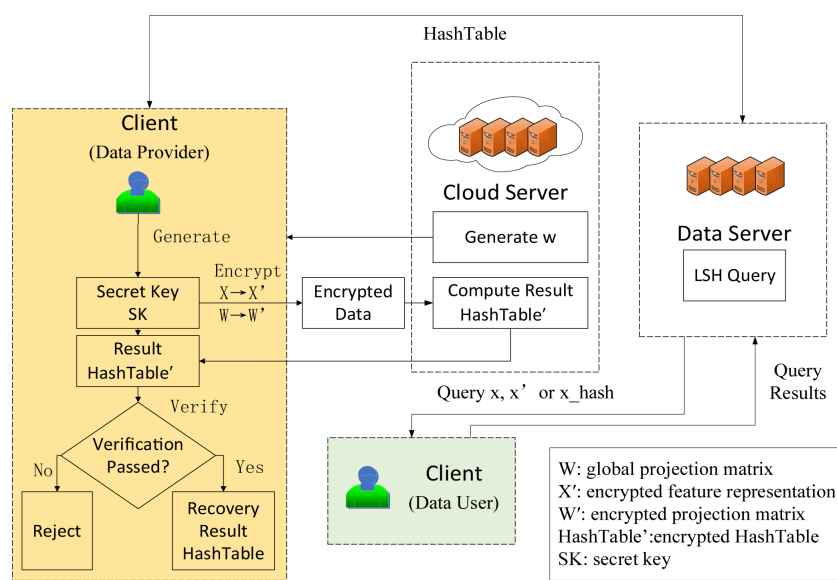 HashTable
Client
(Data Provider)
Generate
Secret Key
SK
Encrypt
X→X’
W→W’
Encrypted
Data
Result
HashTable′
Verify
Verification
Passed?
No
Yes
Reject
Recovery
Result
HashTable
Cloud Server
Generate w
Compute Result
HashTable’
Data Server
LSH Query
Query x, x’ or x_hash
Query
Results
Client
(Data User)
W: global projection matrix
X′: encrypted feature representation
W′: encrypted projection matrix
HashTable’:encrypted HashTable
SK: secret key